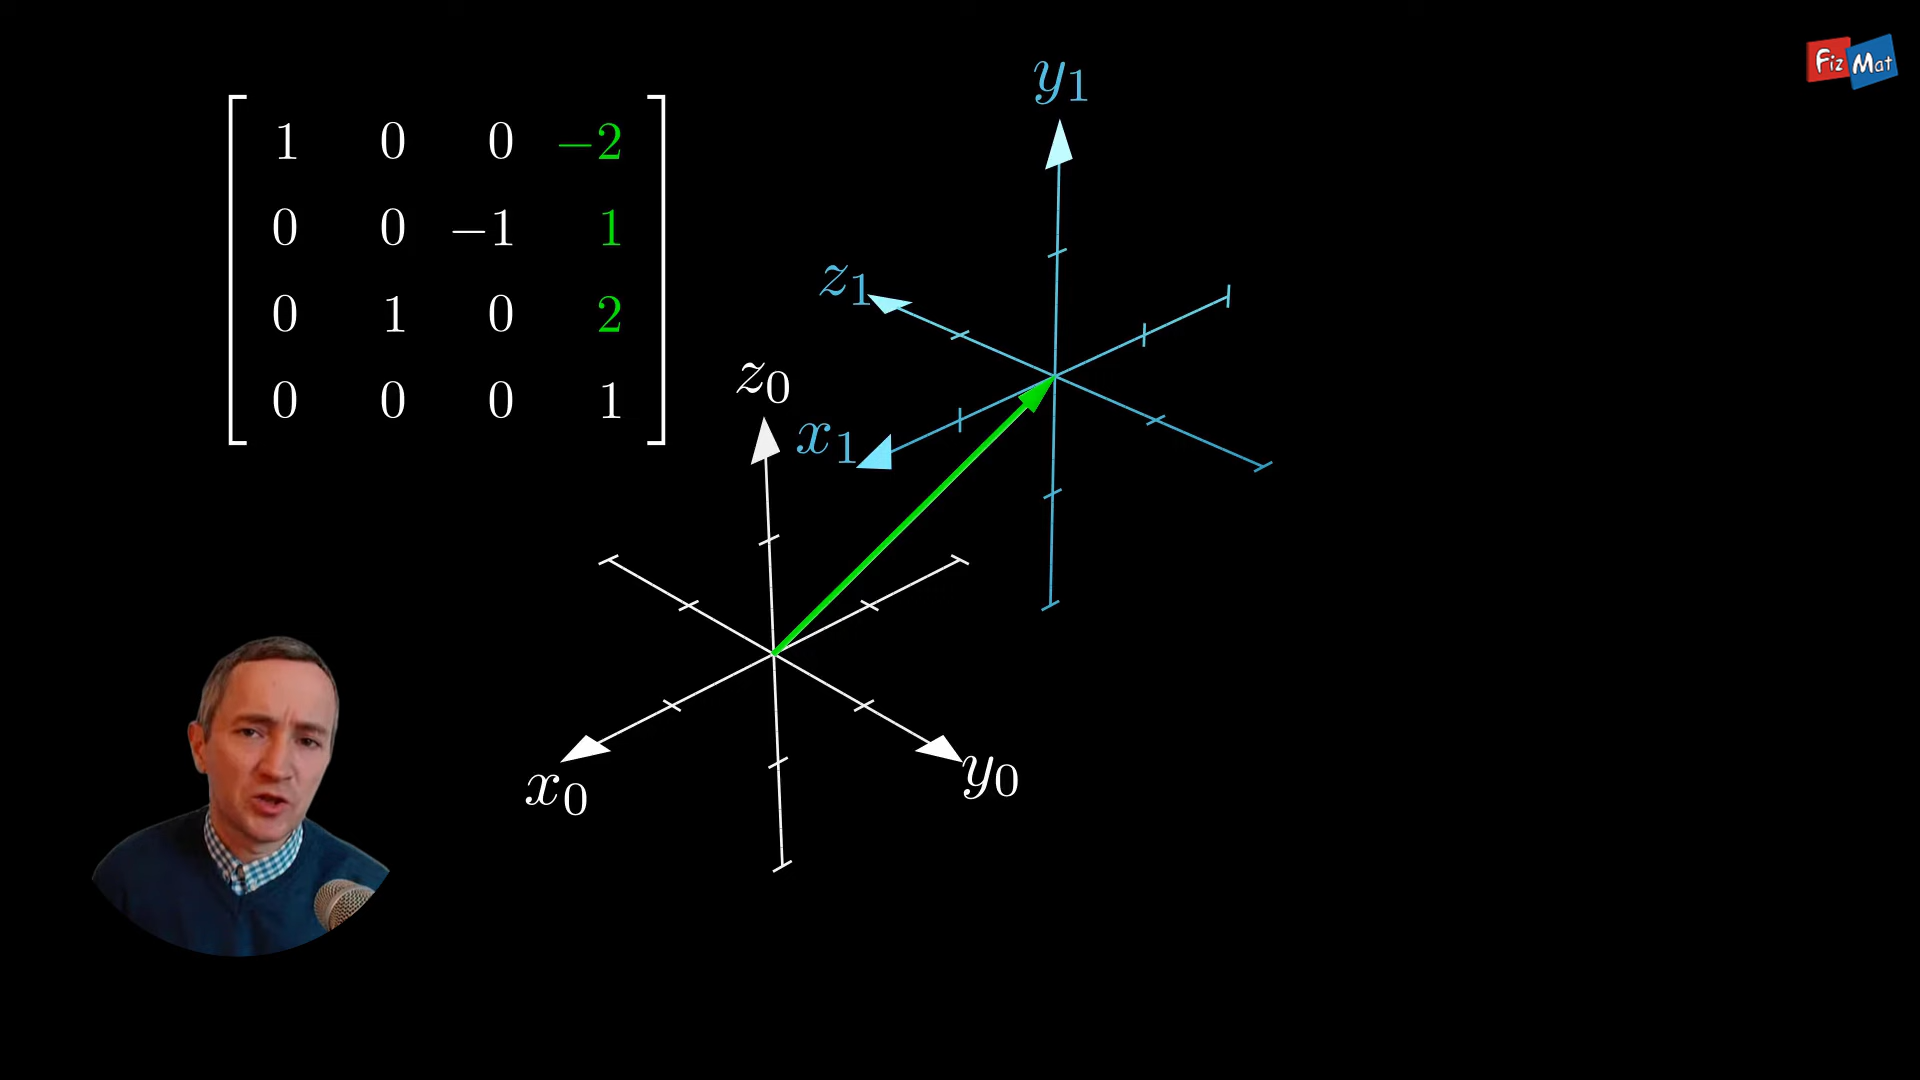 1 0 0 −2
0 0 −1 1
0 1 0 2
0 0 0 1
y₁
z₁
x₁
z₀
x₀
y₀
Fiz Mat